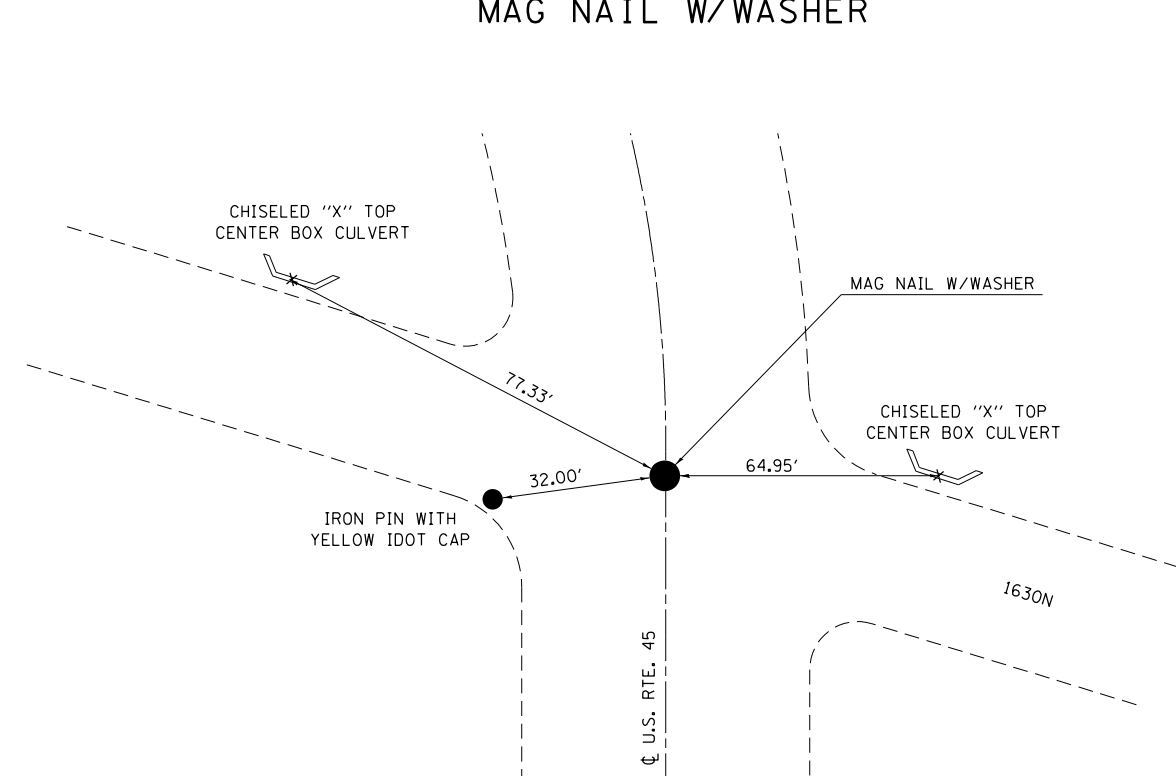 MAG NAIL W/WASHER
CHISELED "X" TOP
CENTER BOX CULVERT
MAG NAIL W/WASHER
77.33'
CHISELED "X" TOP
CENTER BOX CULVERT
64.95'
32.00'
IRON PIN WITH
YELLOW IDOT CAP
1630N
℄ U.S. RTE. 45